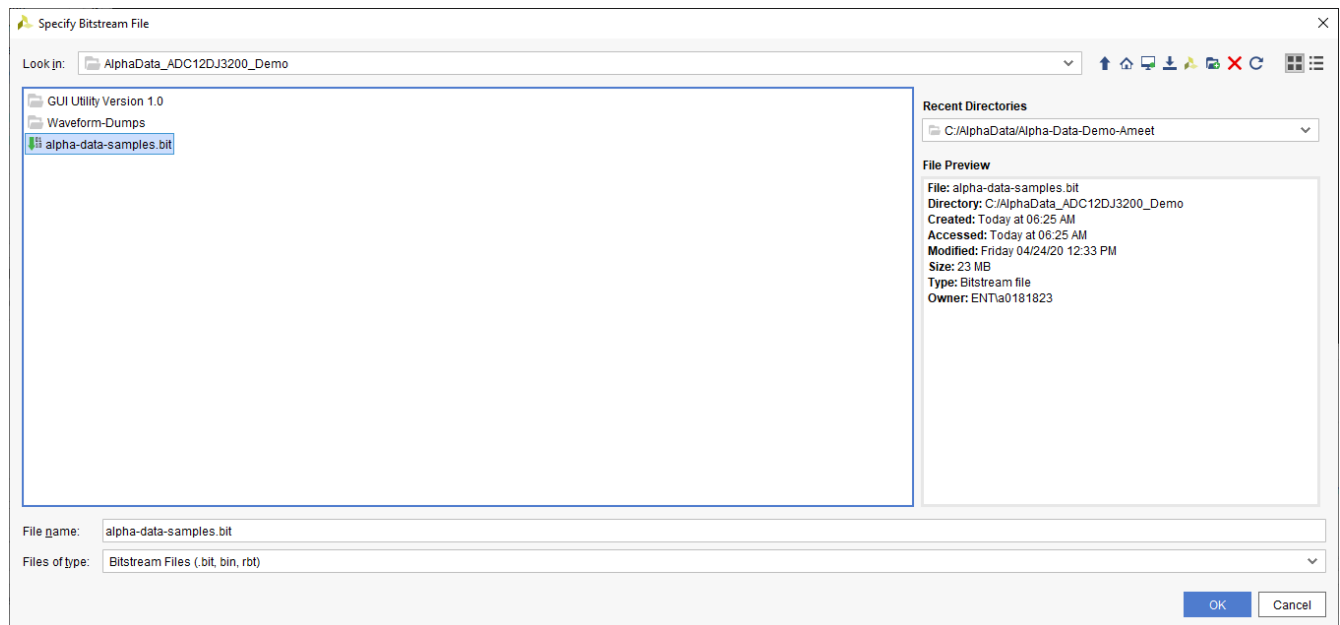 Specify Bitstream File
Look in: AlphaData_ADC12DJ3200_Demo
GUI Utility Version 1.0
Waveform-Dumps
alpha-data-samples.bit
Recent Directories
C:/AlphaData/Alpha-Data-Demo-Ameet
File Preview
File: alpha-data-samples.bit
Directory: C:/AlphaData_ADC12DJ3200_Demo
Created: Today at 06:25 AM
Accessed: Today at 06:25 AM
Modified: Friday 04/24/20 12:33 PM
Size: 23 MB
Type: Bitstream file
Owner: ENT\a0181823
File name: alpha-data-samples.bit
Files of type: Bitstream Files (.bit, bin, rbt)
OK Cancel